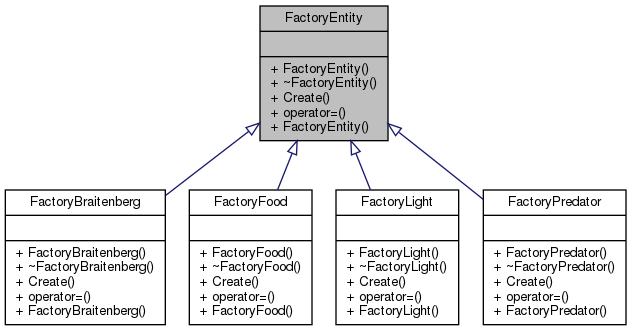 FactoryEntity
+ FactoryEntity()
+ ~FactoryEntity()
+ Create()
+ operator=()
+ FactoryEntity()
FactoryBraitenberg
+ FactoryBraitenberg()
+ ~FactoryBraitenberg()
+ Create()
+ operator=()
+ FactoryBraitenberg()
FactoryFood
+ FactoryFood()
+ ~FactoryFood()
+ Create()
+ operator=()
+ FactoryFood()
FactoryLight
+ FactoryLight()
+ ~FactoryLight()
+ Create()
+ operator=()
+ FactoryLight()
FactoryPredator
+ FactoryPredator()
+ ~FactoryPredator()
+ Create()
+ operator=()
+ FactoryPredator()